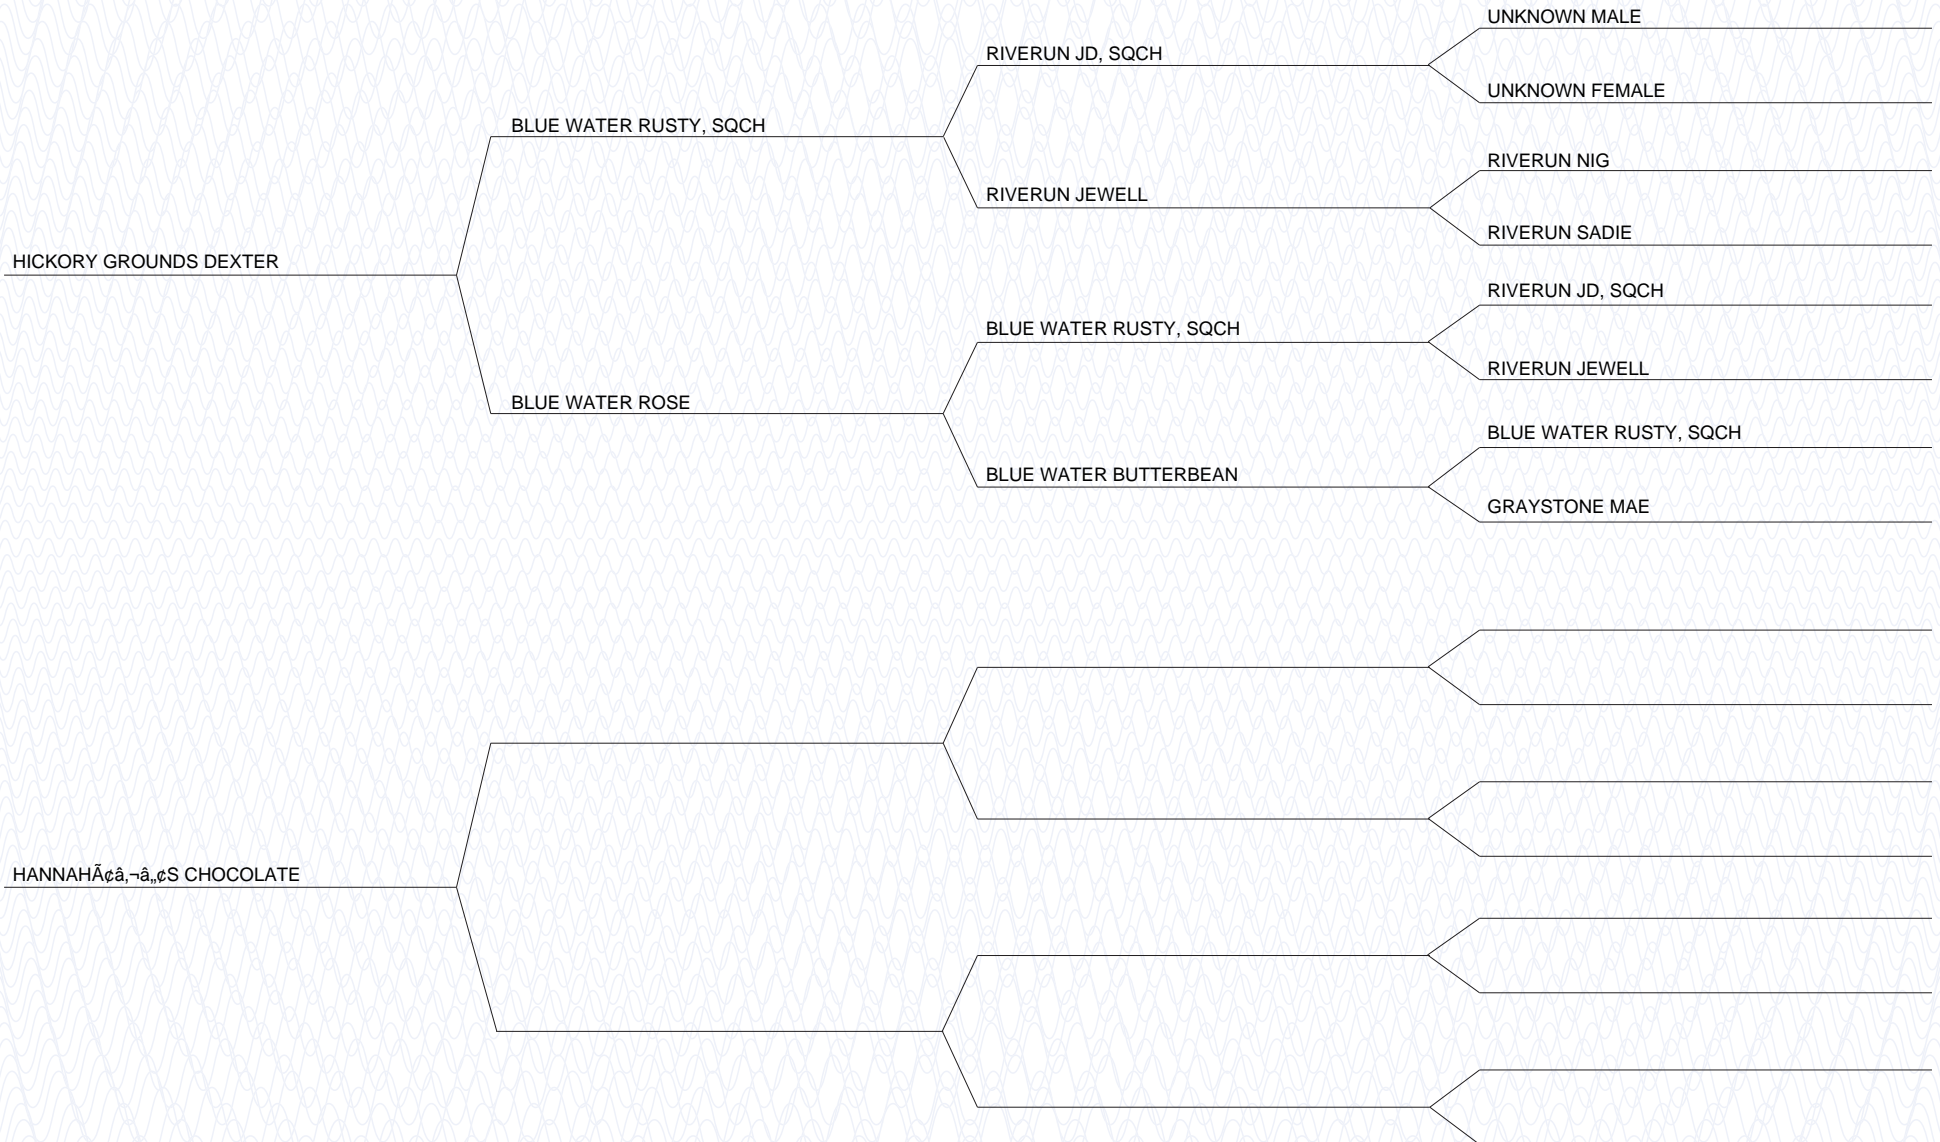 UNKNOWN MALE
RIVERUN JD, SQCH
UNKNOWN FEMALE
BLUE WATER RUSTY, SQCH
RIVERUN NIG
RIVERUN JEWELL
RIVERUN SADIE
HICKORY GROUNDS DEXTER
RIVERUN JD, SQCH
BLUE WATER RUSTY, SQCH
RIVERUN JEWELL
BLUE WATER ROSE
BLUE WATER RUSTY, SQCH
BLUE WATER BUTTERBEAN
GRAYSTONE MAE
HANNAHÃ¢â‚¬â„¢S CHOCOLATE